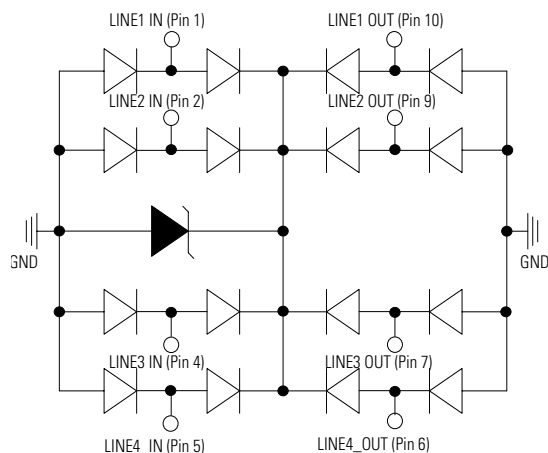 LINE1 IN (Pin 1)
LINE1 OUT (Pin 10)
LINE2 IN (Pin 2)
LINE2 OUT (Pin 9)
GND
GND
LINE3 IN (Pin 4)
LINE3 OUT (Pin 7)
LINE4 IN (Pin 5)
LINE4_OUT (Pin 6)